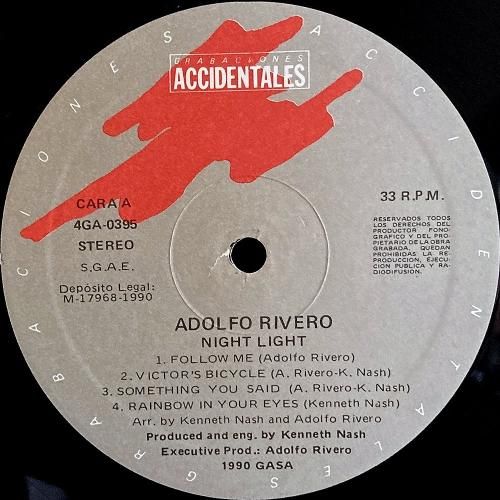 GRABACIONES ACCIDENTALES
GRABACIONES
ACCIDENTALES
CARA A
4GA-0395
STEREO
S.G.A.E.
Depósito Legal:
M-17968-1990
33 R.P.M.
RESERVADOS TODOS
LOS DERECHOS DEL
PRODUCTOR FONO-
GRAFICO Y DEL PRO-
PIETARIO DE LA OBRA
GRABADA, QUEDAN
PROHIBIDAS LA RE-
PRODUCCION, EJECU-
CION PUBLICA Y RA-
DIODIFUSION.
ADOLFO RIVERO
NIGHT LIGHT
1. FOLLOW ME (Adolfo Rivero)
2. VICTOR'S BICYCLE (A. Rivero-K. Nash)
3. SOMETHING YOU SAID (A. Rivero-K. Nash)
4. RAINBOW IN YOUR EYES (Kenneth Nash)
Arr. by Kenneth Nash and Adolfo Rivero
Produced and eng. by Kenneth Nash
Executive Prod.: Adolfo Rivero
1990 GASA